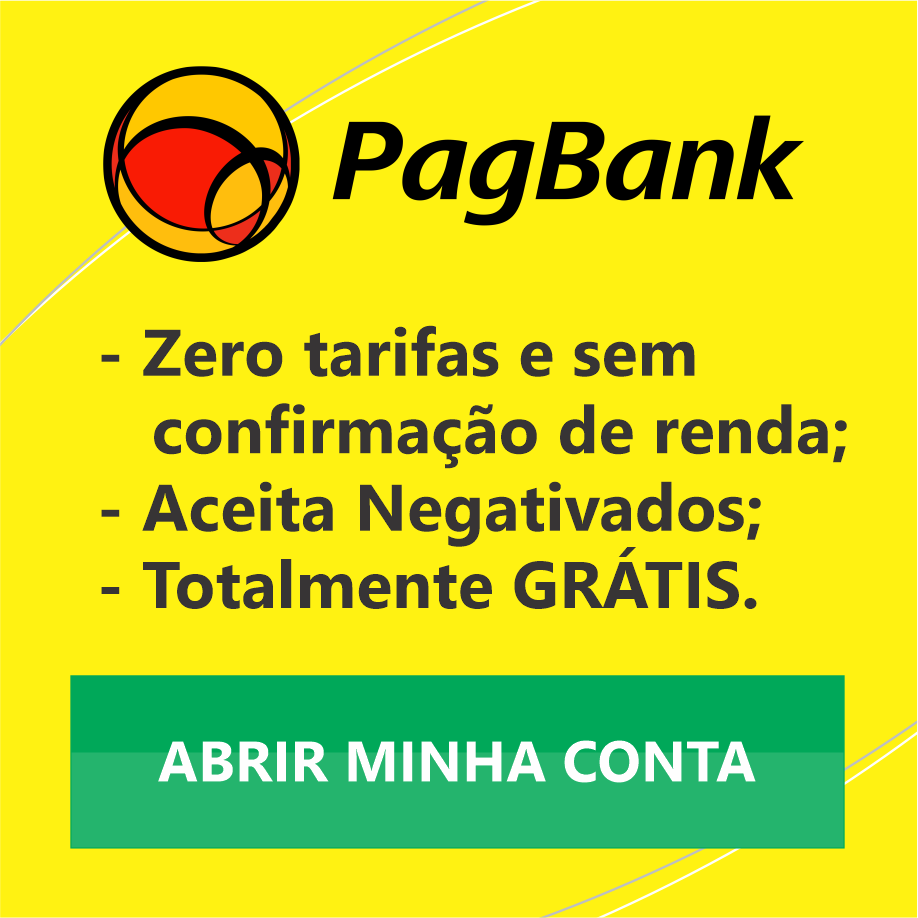 PagBank
- Zero tarifas e sem
confirmação de renda;
- Aceita Negativados;
- Totalmente GRÁTIS.
ABRIR MINHA CONTA